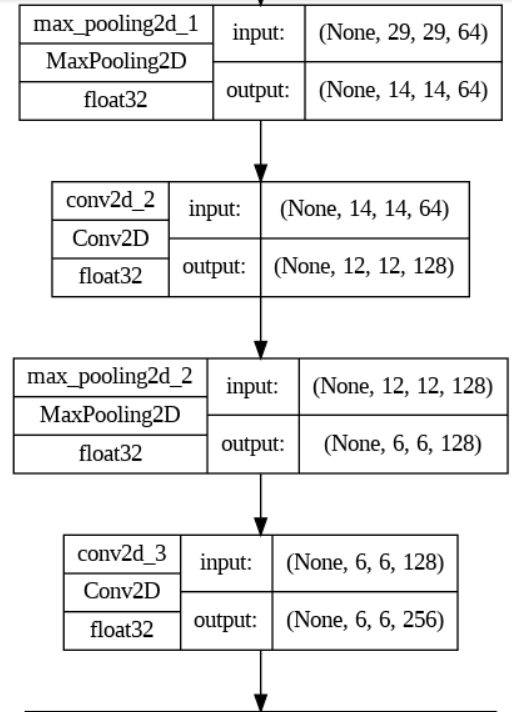 max_pooling2d_1
MaxPooling2D
float32
input:
(None, 29, 29, 64)
output:
(None, 14, 14, 64)
conv2d_2
Conv2D
float32
input:
(None, 14, 14, 64)
output:
(None, 12, 12, 128)
max_pooling2d_2
MaxPooling2D
float32
input:
(None, 12, 12, 128)
output:
(None, 6, 6, 128)
conv2d_3
Conv2D
float32
input:
(None, 6, 6, 128)
output:
(None, 6, 6, 256)